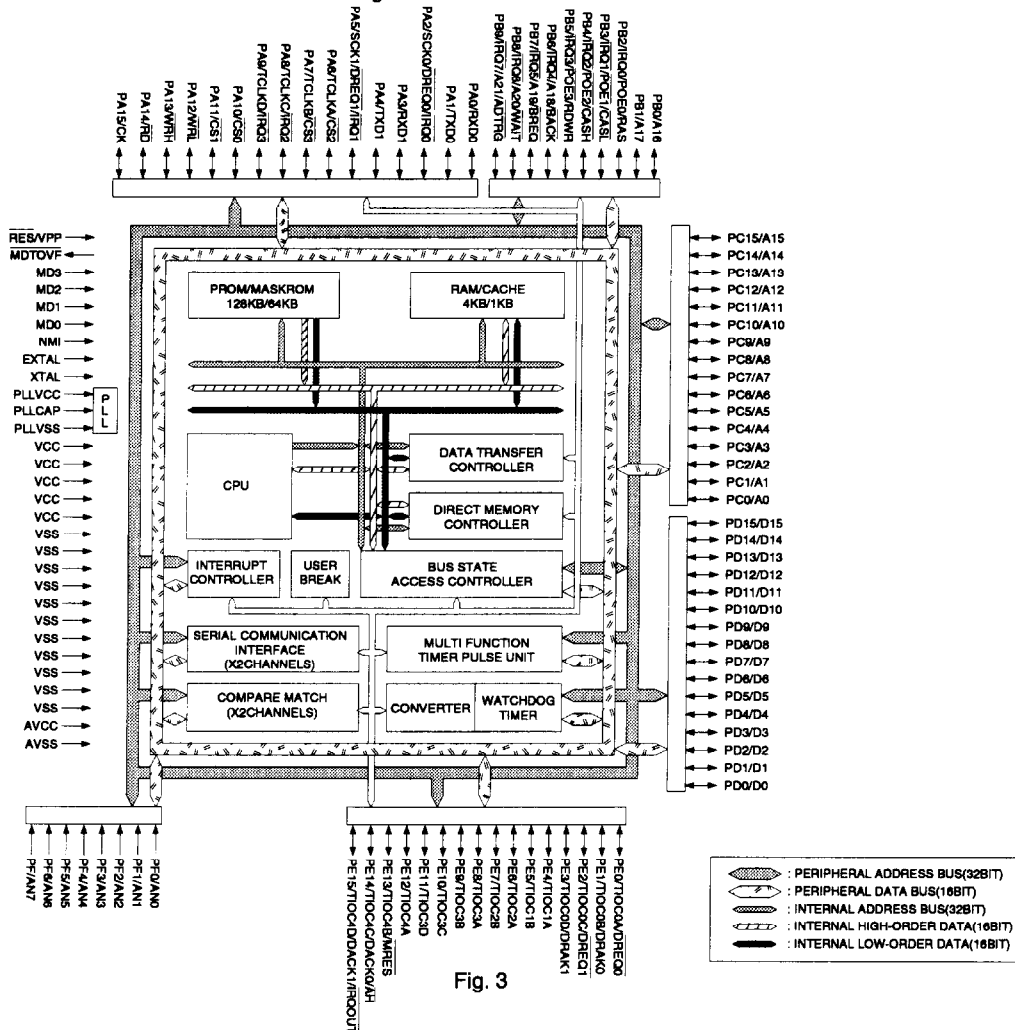 PA15/CK
PA14/RD
PA13/WRH
PA12/WRL
PA11/CS1
PA10/CS0
PA9/TCLKD/IRQ3
PA8/TCLKC/IRQ2
PA7/TCLKB/CS3
PA6/TCLKA/CS2
PA5/SCK1/DREQ1/IRQ1
PA4/TXD1
PA3/RXD1
PA2/SCK0/DREQ0/IRQ0
PA1/TXD0
PA0/RXD0
PB9/IRQ7/A21/ADTRG
PB8/IRQ6/A20/WAIT
PB7/IRQ5/A19/BREQ
PB6/IRQ4/A18/BACK
PB5/IRQ3/POE3/RDWR
PB4/IRQ2/POE2/CASH
PB3/IRQ1/POE1/CASL
PB2/IRQ0/POE0/RAS
PB1/A17
PB0/A16
RES/VPP
MDTOVF
MD3
MD2
MD1
MD0
NMI
EXTAL
XTAL
PLLVCC
PLLCAP
PLLVSS
PLL
VCC
VCC
VCC
VCC
VCC
VSS
VSS
VSS
VSS
VSS
VSS
VSS
VSS
VSS
VSS
VSS
AVCC
AVSS
PROM/MASKROM
128KB/64KB
RAM/CACHE
4KB/1KB
CPU
DATA TRANSFER
CONTROLLER
DIRECT MEMORY
CONTROLLER
INTERRUPT
CONTROLLER
USER
BREAK
BUS STATE
ACCESS CONTROLLER
SERIAL COMMUNICATION
INTERFACE
(X2CHANNELS)
MULTI FUNCTION
TIMER PULSE UNIT
COMPARE MATCH
(X2CHANNELS)
CONVERTER
WATCHDOG
TIMER
PC15/A15
PC14/A14
PC13/A13
PC12/A12
PC11/A11
PC10/A10
PC9/A9
PC8/A8
PC7/A7
PC6/A6
PC5/A5
PC4/A4
PC3/A3
PC2/A2
PC1/A1
PC0/A0
PD15/D15
PD14/D14
PD13/D13
PD12/D12
PD11/D11
PD10/D10
PD9/D9
PD8/D8
PD7/D7
PD6/D6
PD5/D5
PD4/D4
PD3/D3
PD2/D2
PD1/D1
PD0/D0
PF/AN7
PF6/AN6
PF5/AN5
PF4/AN4
PF3/AN3
PF2/AN2
PF1/AN1
PF0/AN0
PE15/TIOC4D/DACK1/IRQOUT
PE14/TIOC4C/DACK0/AH
PE13/TIOC4B/MRES
PE12/TIOC4A
PE11/TIOC3D
PE10/TIOC3C
PE9/TIOC3B
PE8/TIOC3A
PE7/TIOC2B
PE6/TIOC2A
PE5/TIOC1B
PE4/TIOC1A
PE3/TIOC0D/DRAK1
PE2/TIOC0C/DREQ1
PE1/TIOC0B/DRAK0
PE0/TIOC0A/DREQ0
: PERIPHERAL ADDRESS BUS(32BIT)
: PERIPHERAL DATA BUS(16BIT)
: INTERNAL ADDRESS BUS(32BIT)
: INTERNAL HIGH-ORDER DATA(16BIT)
: INTERNAL LOW-ORDER DATA(16BIT)
Fig. 3